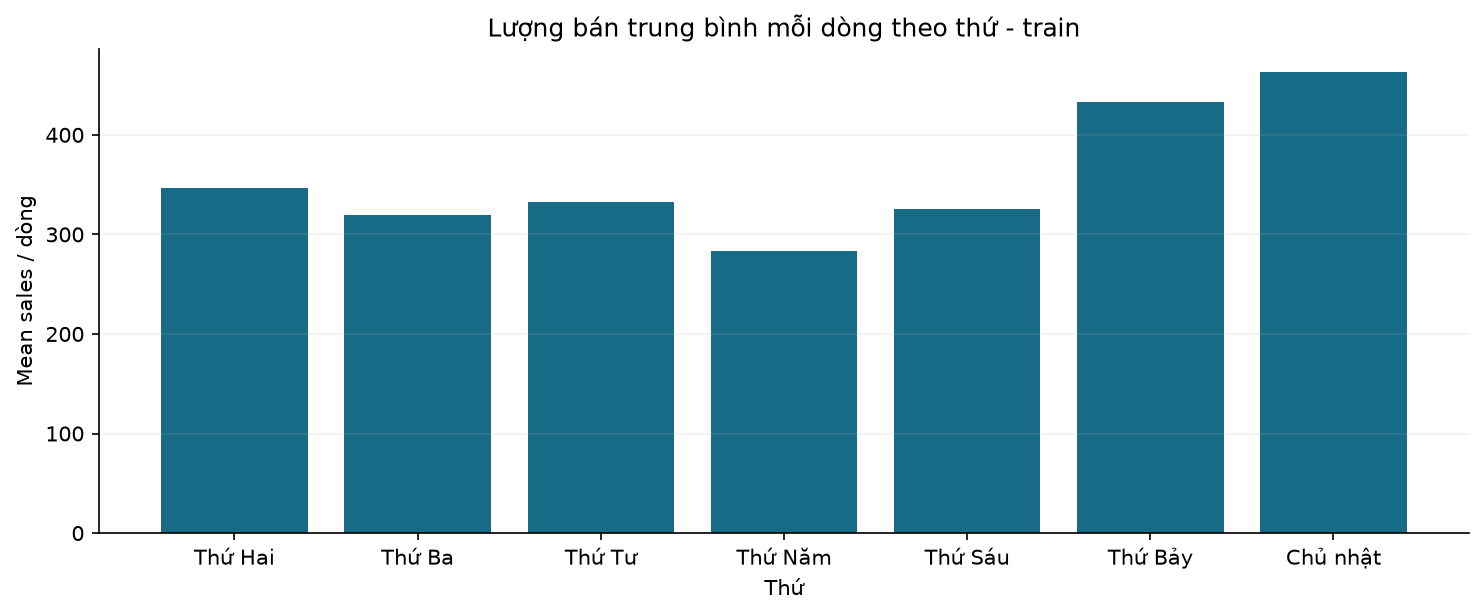 Lượng bán trung bình mỗi dòng theo thứ - train
Mean sales / dòng
400
300
200
100
0
Thứ Hai Thứ Ba Thứ Tư Thứ Năm Thứ Sáu Thứ Bảy Chủ nhật
Thứ